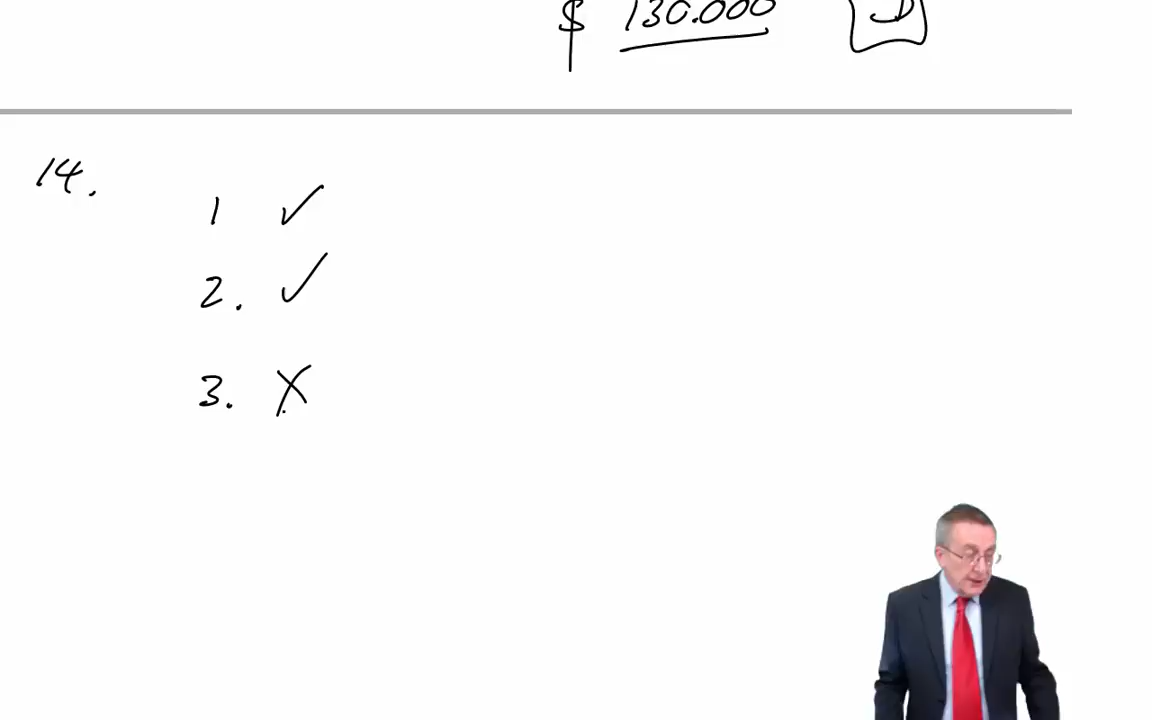 $ 130.000 D
14.
1 ✓
2. ✓
3. X